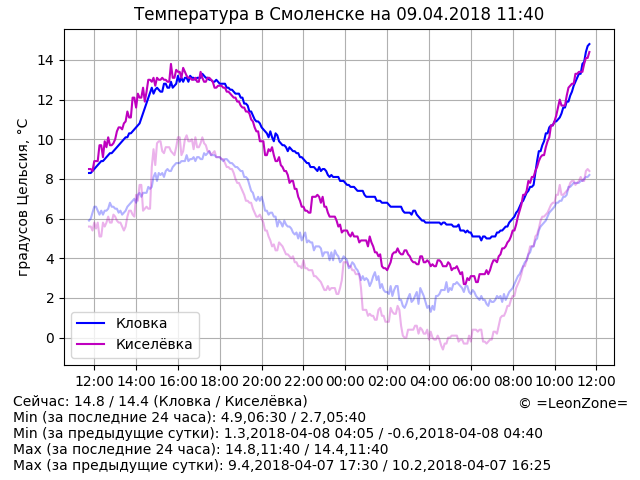 Температура в Смоленске на 09.04.2018 11:40
градусов Цельсия, °C
14
12
10
8
6
4
2
0
Кловка
Киселёвка
12:00 14:00 16:00 18:00 20:00 22:00 00:00 02:00 04:00 06:00 08:00 10:00 12:00
Сейчас: 14.8 / 14.4 (Кловка / Киселёвка)
© =LeonZone=
Min (за последние 24 часа): 4.9,06:30 / 2.7,05:40
Min (за предыдущие сутки): 1.3,2018-04-08 04:05 / -0.6,2018-04-08 04:40
Max (за последние 24 часа): 14.8,11:40 / 14.4,11:40
Max (за предыдущие сутки): 9.4,2018-04-07 17:30 / 10.2,2018-04-07 16:25